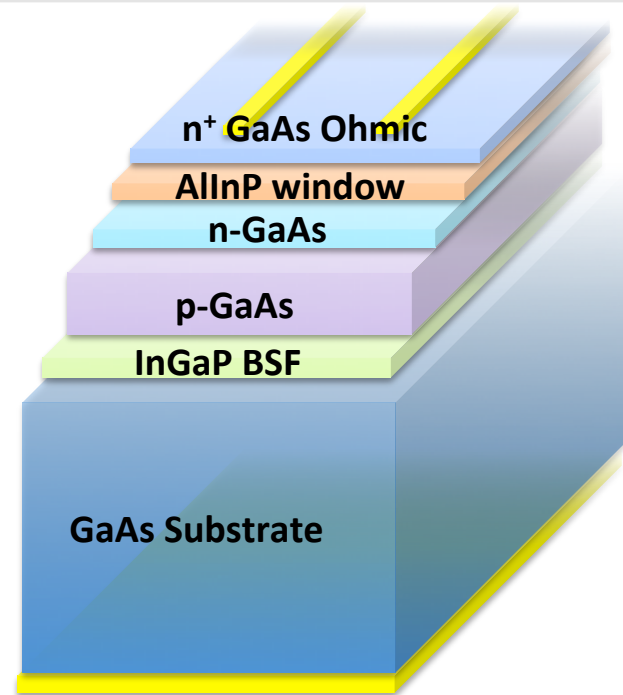 n⁺ GaAs Ohmic
AlInP window
n-GaAs
p-GaAs
InGaP BSF
GaAs Substrate